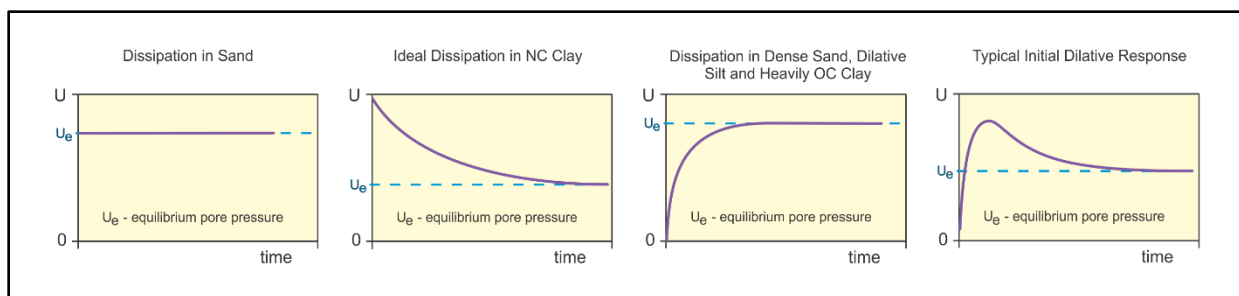 Dissipation in Sand
U
Ue
Ue - equilibrium pore pressure
0
time
Ideal Dissipation in NC Clay
U
Ue
Ue - equilibrium pore pressure
0
time
Dissipation in Dense Sand, Dilative
Silt and Heavily OC Clay
U
Ue
Ue - equilibrium pore pressure
0
time
Typical Initial Dilative Response
U
Ue
Ue - equilibrium pore pressure
0
time